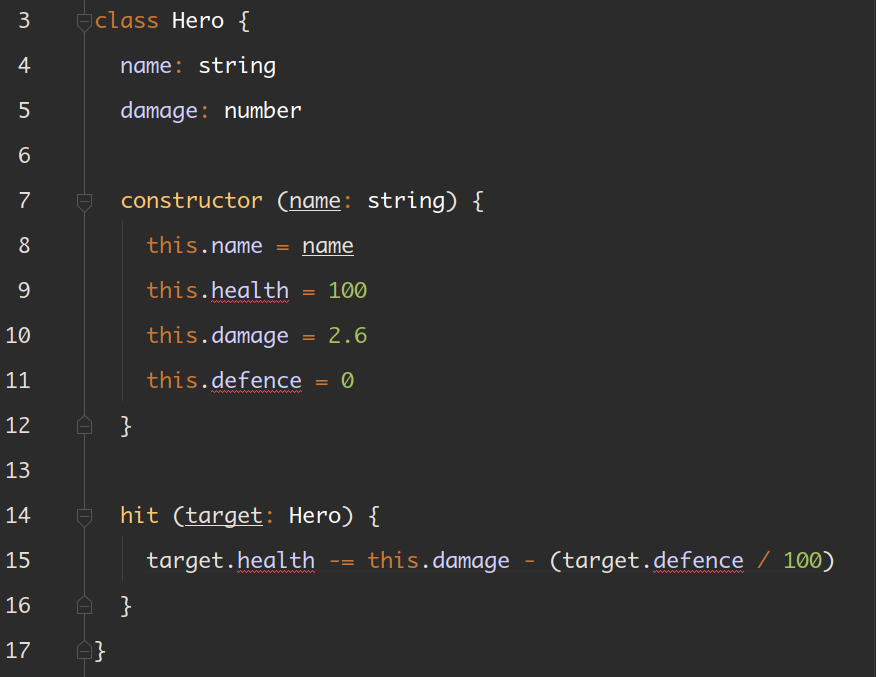 3 class Hero {
4 name: string
5 damage: number
6
7 constructor (name: string) {
8 this.name = name
9 this.health = 100
10 this.damage = 2.6
11 this.defence = 0
12 }
13
14 hit (target: Hero) {
15 target.health -= this.damage - (target.defence / 100)
16 }
17 }